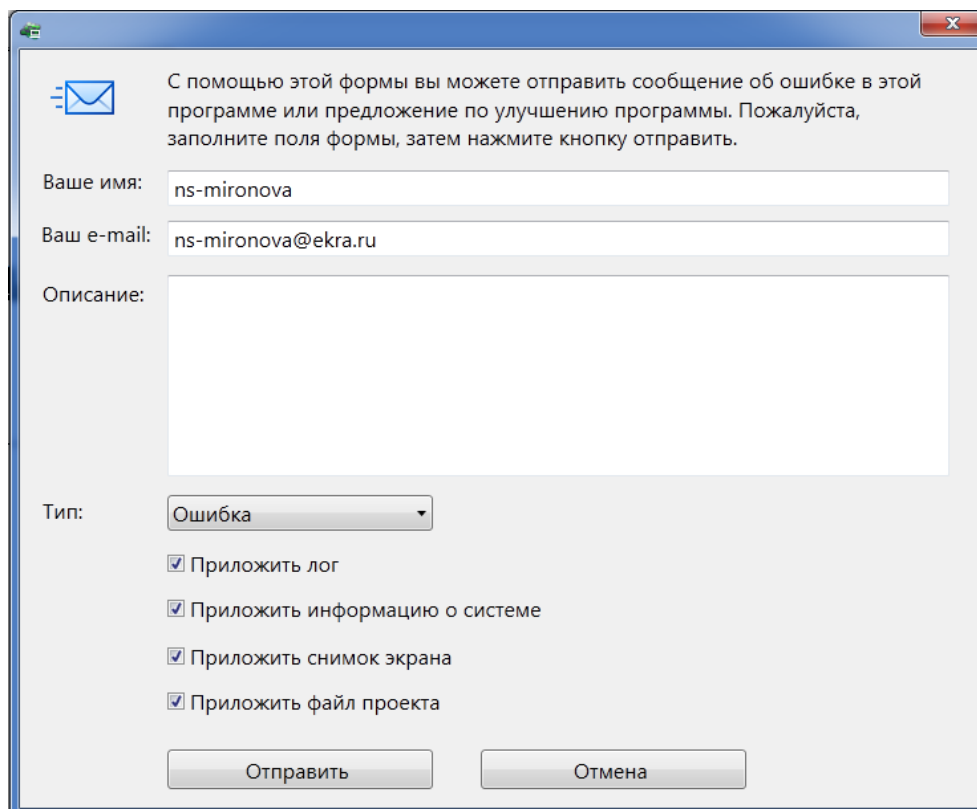 С помощью этой формы вы можете отправить сообщение об ошибке в этой
программе или предложение по улучшению программы. Пожалуйста,
заполните поля формы, затем нажмите кнопку отправить.
Ваше имя: ns-mironova
Ваш e-mail: ns-mironova@ekra.ru
Описание:
Тип: Ошибка
Приложить лог
Приложить информацию о системе
Приложить снимок экрана
Приложить файл проекта
Отправить Отмена